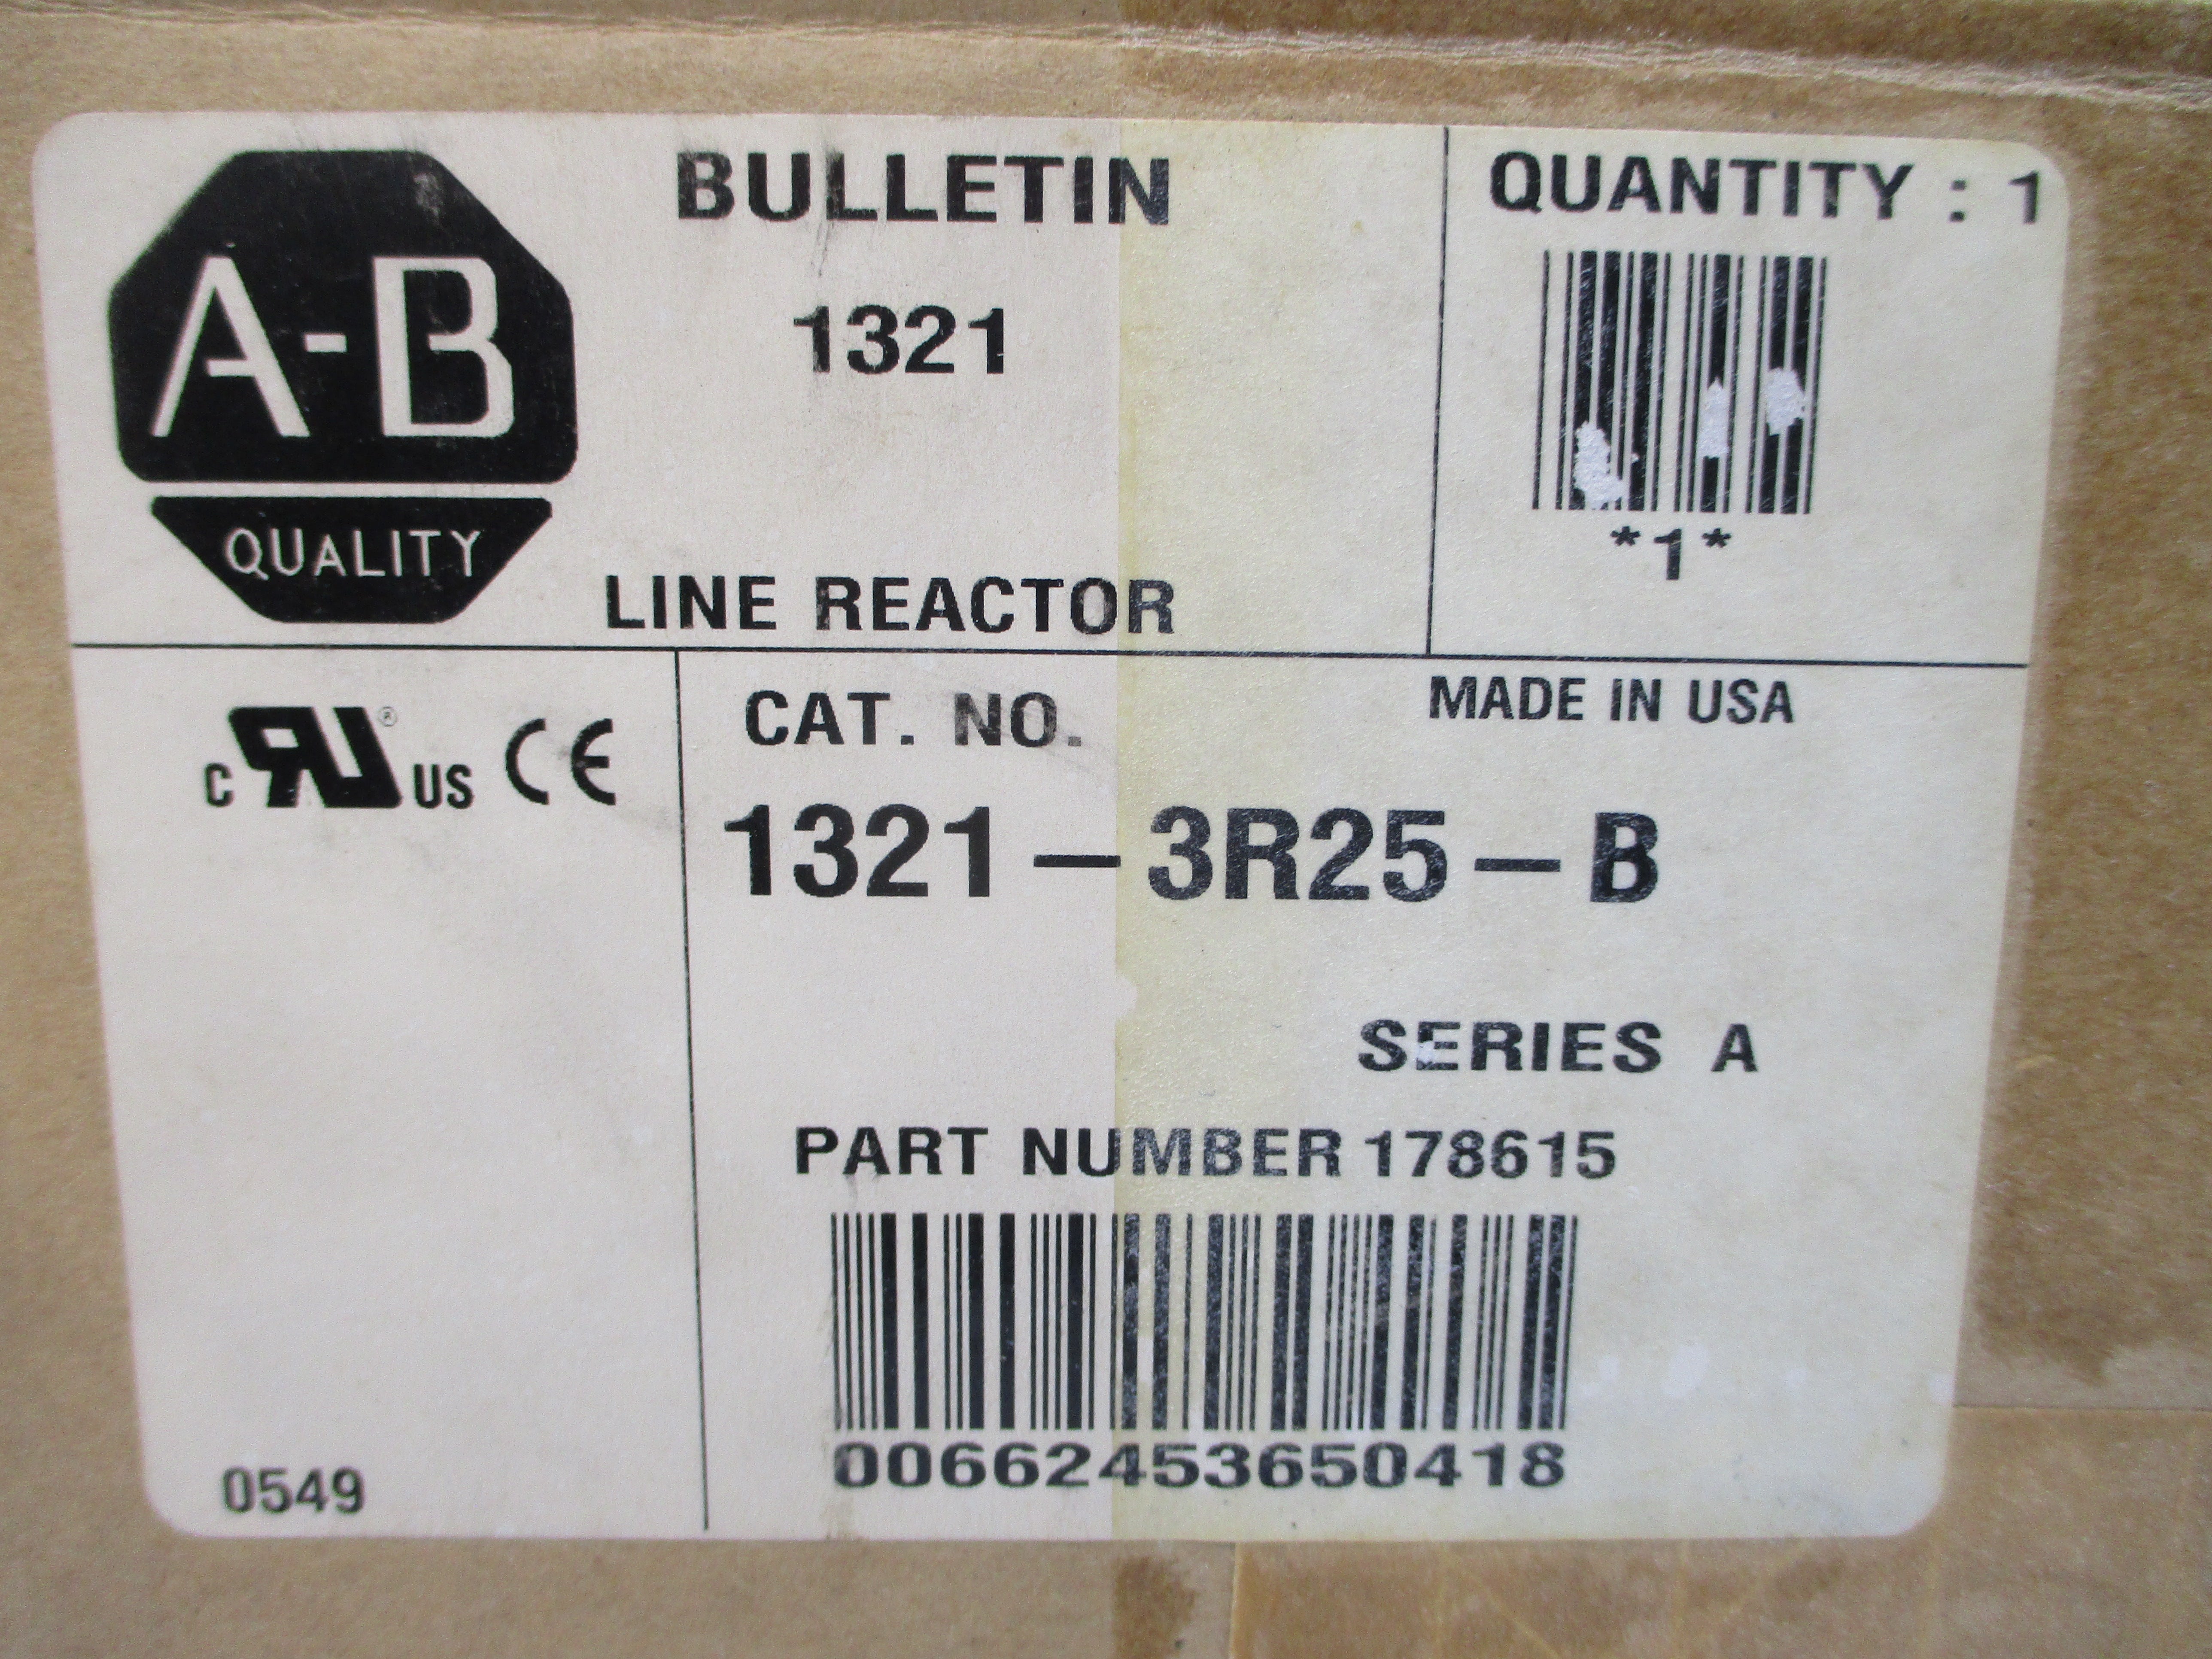 A-B
QUALITY
BULLETIN
1321
LINE REACTOR
QUANTITY : 1
*1*
C RU® US CE
CAT. NO.
MADE IN USA
1321-3R25-B
SERIES A
PART NUMBER 178615
00662453650418
0549